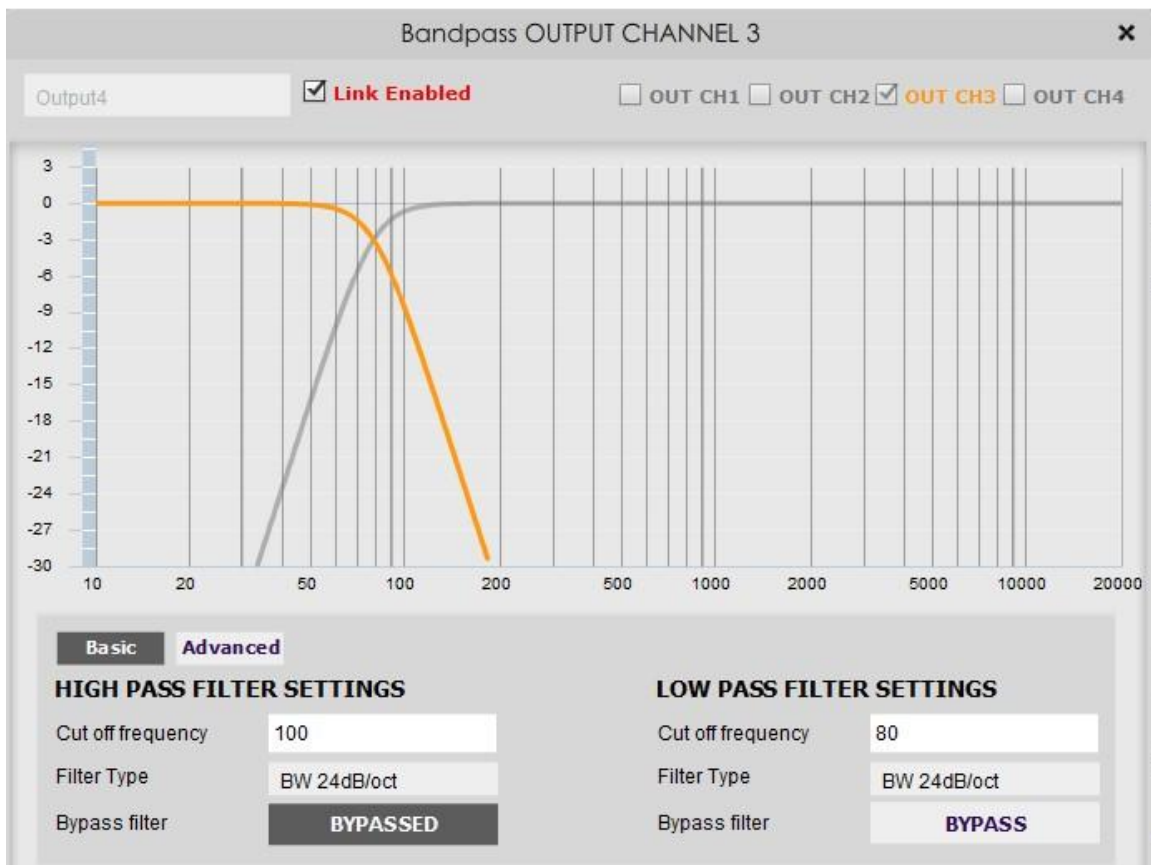 Bandpass OUTPUT CHANNEL 3
Output4 Link Enabled OUT CH1 OUT CH2 OUT CH3 OUT CH4
3
0
-3
-6
-9
-12
-15
-18
-21
-24
-27
-30
10 20 50 100 200 500 1000 2000 5000 10000 20000
Basic Advanced
HIGH PASS FILTER SETTINGS LOW PASS FILTER SETTINGS
Cut off frequency 100 Cut off frequency 80
Filter Type BW 24dB/oct Filter Type BW 24dB/oct
Bypass filter BYPASSED Bypass filter BYPASS